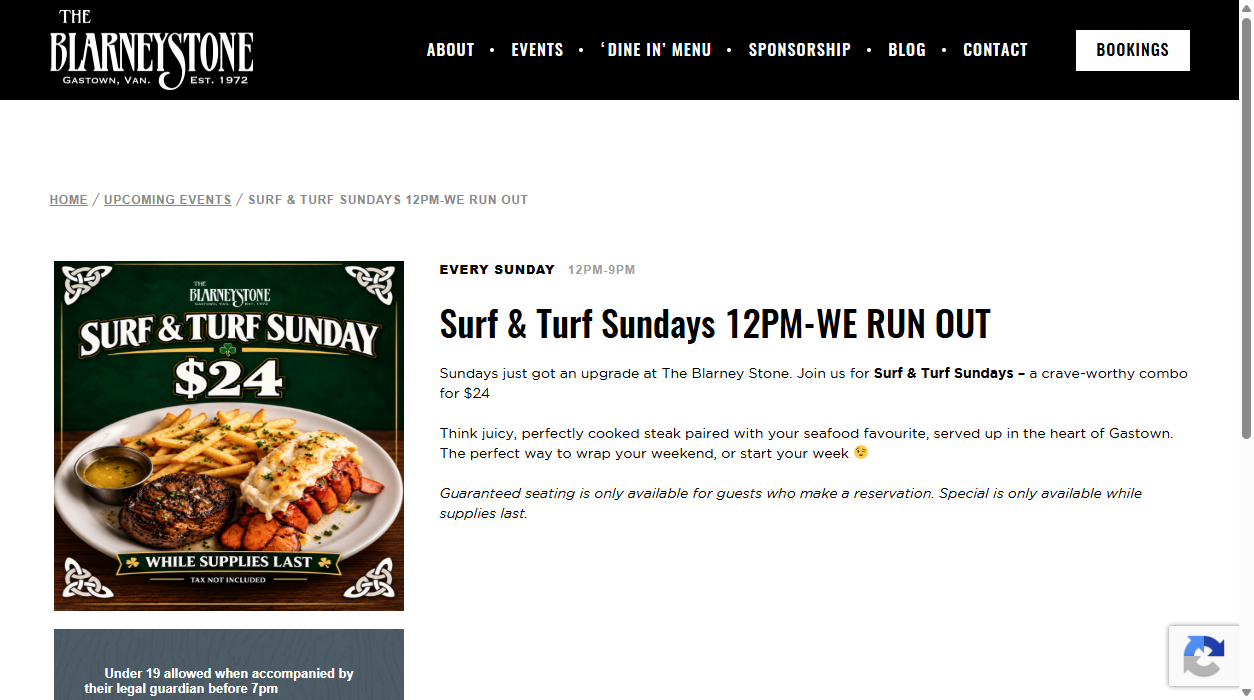 THE
BLARNEYSTONE
GASTOWN, VAN. EST. 1972
ABOUT • EVENTS • ‘DINE IN’ MENU • SPONSORSHIP • BLOG • CONTACT
BOOKINGS
HOME / UPCOMING EVENTS / SURF & TURF SUNDAYS 12PM-WE RUN OUT
THE
BLARNEYSTONE
GASTOWN, VAN. EST. 1972
SURF & TURF SUNDAY
$24
WHILE SUPPLIES LAST
TAX NOT INCLUDED
EVERY SUNDAY 12PM-9PM
Surf & Turf Sundays 12PM-WE RUN OUT
Sundays just got an upgrade at The Blarney Stone. Join us for Surf & Turf Sundays – a crave-worthy combo
for $24
Think juicy, perfectly cooked steak paired with your seafood favourite, served up in the heart of Gastown.
The perfect way to wrap your weekend, or start your week 😉
Guaranteed seating is only available for guests who make a reservation. Special is only available while
supplies last.
Under 19 allowed when accompanied by
their legal guardian before 7pm